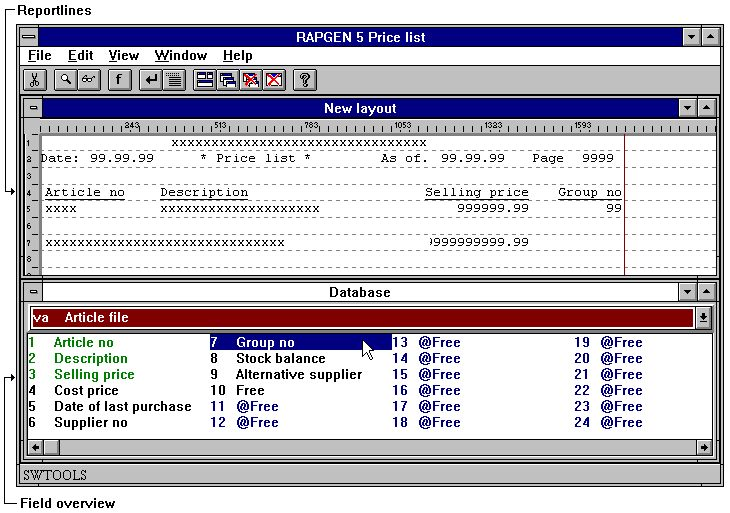 Reportlines
RAPGEN 5 Price list
File Edit View Window Help
f ?
New layout
243 513 783 1053 1323 1593
1 xxxxxxxxxxxxxxxxxxxxxxxxxxxxxxxx
2 Date: 99.99.99 * Price list * As of. 99.99.99 Page 9999
3
4 Article no Description Selling price Group no
5 xxxx xxxxxxxxxxxxxxxxxxxx 999999.99 99
6
7 xxxxxxxxxxxxxxxxxxxxxxxxxxxxxx 9999999999.99
8
Database
va Article file
1 Article no 7 Group no 13 @Free 19 @Free
2 Description 8 Stock balance 14 @Free 20 @Free
3 Selling price 9 Alternative supplier 15 @Free 21 @Free
4 Cost price 10 Free 16 @Free 22 @Free
5 Date of last purchase 11 @Free 17 @Free 23 @Free
6 Supplier no 12 @Free 18 @Free 24 @Free
SWTOOLS
Field overview